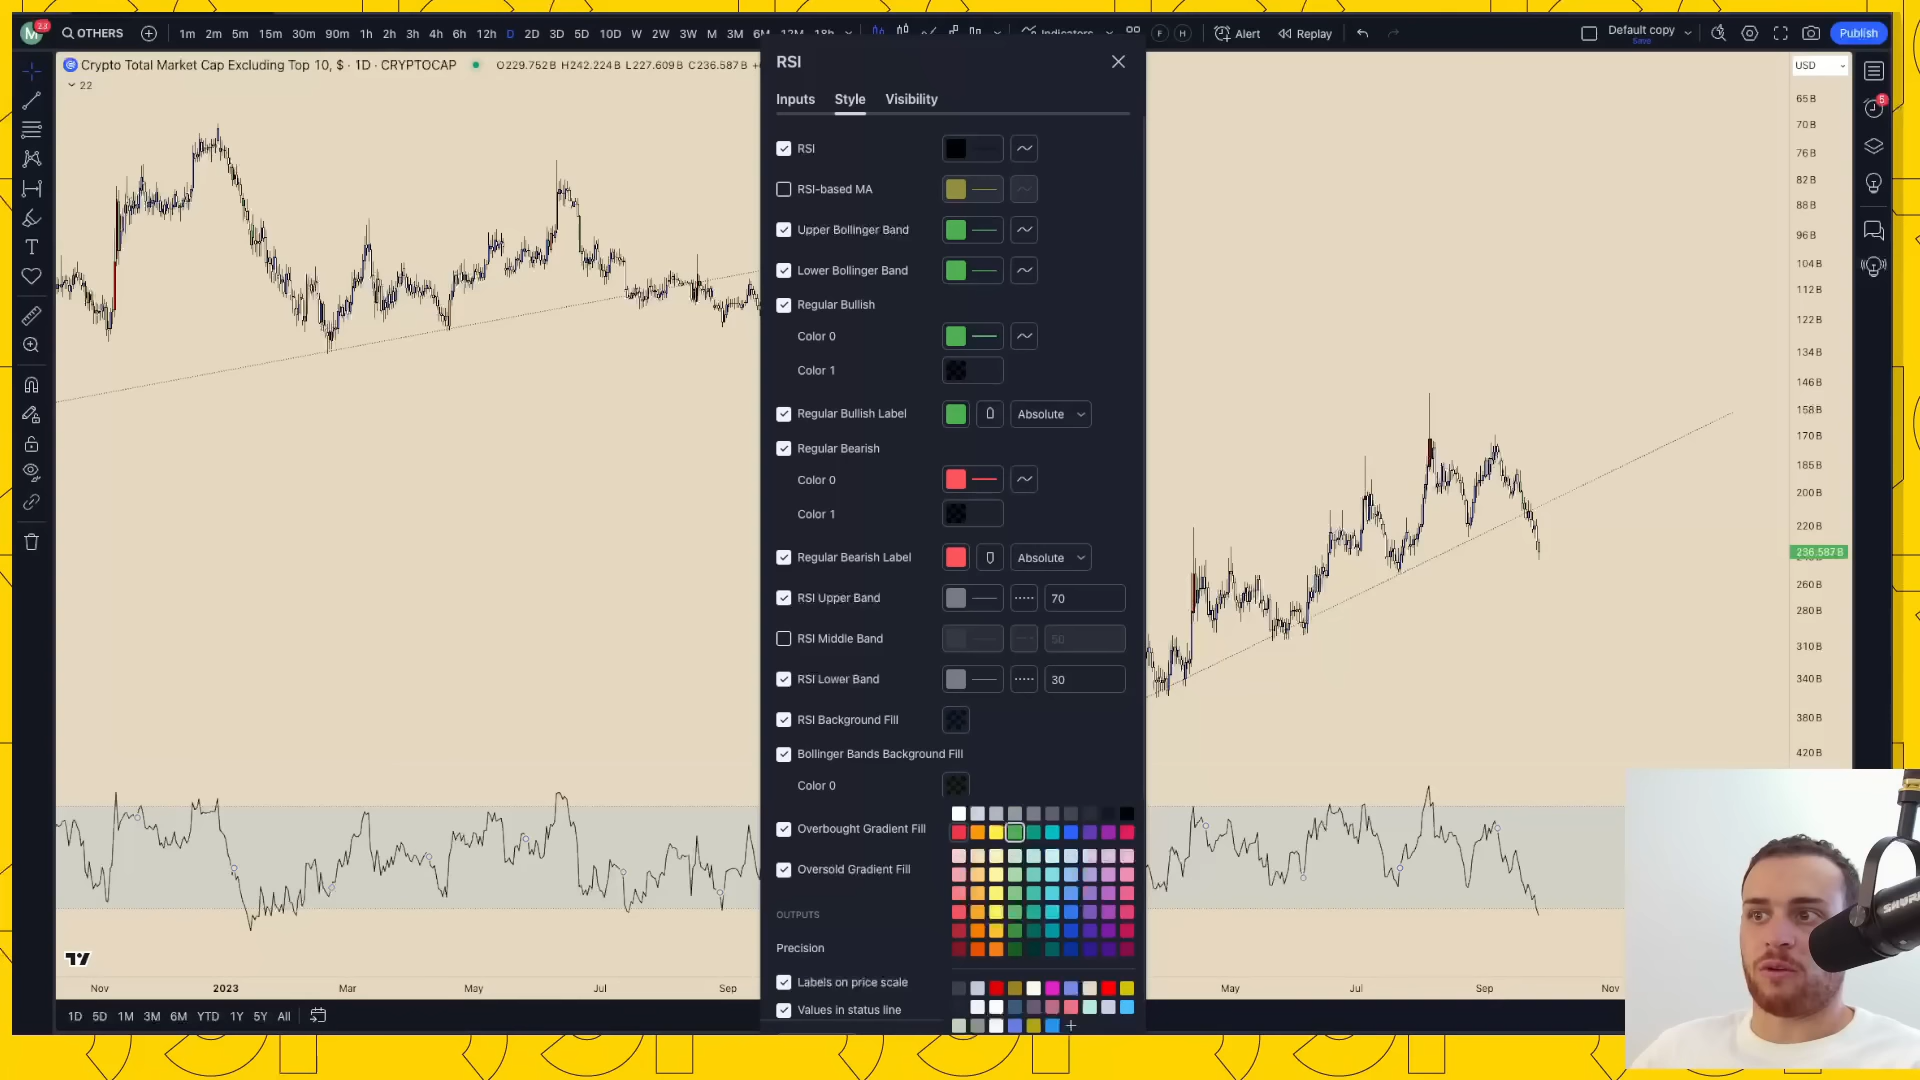 M 23
OTHERS 1m 2m 5m 15m 30m 90m 1h 2h 3h 4h 6h 12h D 2D 3D 5D 10D W 2W 3W M 3M 6M 12M 18h Indicators F H Alert Replay Default copy Save Publish
Crypto Total Market Cap Excluding Top 10, $ · 1D · CRYPTOCAP O229.752B H242.224B L227.609B C236.587B
22
RSI
Inputs Style Visibility
RSI
RSI-based MA
Upper Bollinger Band
Lower Bollinger Band
Regular Bullish
Color 0
Color 1
Regular Bullish Label Absolute
Regular Bearish
Color 0
Color 1
Regular Bearish Label Absolute
RSI Upper Band 70
RSI Middle Band 50
RSI Lower Band 30
RSI Background Fill
Bollinger Bands Background Fill
Color 0
Overbought Gradient Fill
Oversold Gradient Fill
OUTPUTS
Precision
Labels on price scale
Values in status line
USD
65B
70B
76B
82B
88B
96B
104B
112B
122B
134B
146B
158B
170B
185B
200B
220B
236.587B
260B
280B
310B
340B
380B
420B
5
Nov 2023 Mar May Jul Sep May Jul Sep Nov
1D 5D 1M 3M 6M YTD 1Y 5Y All